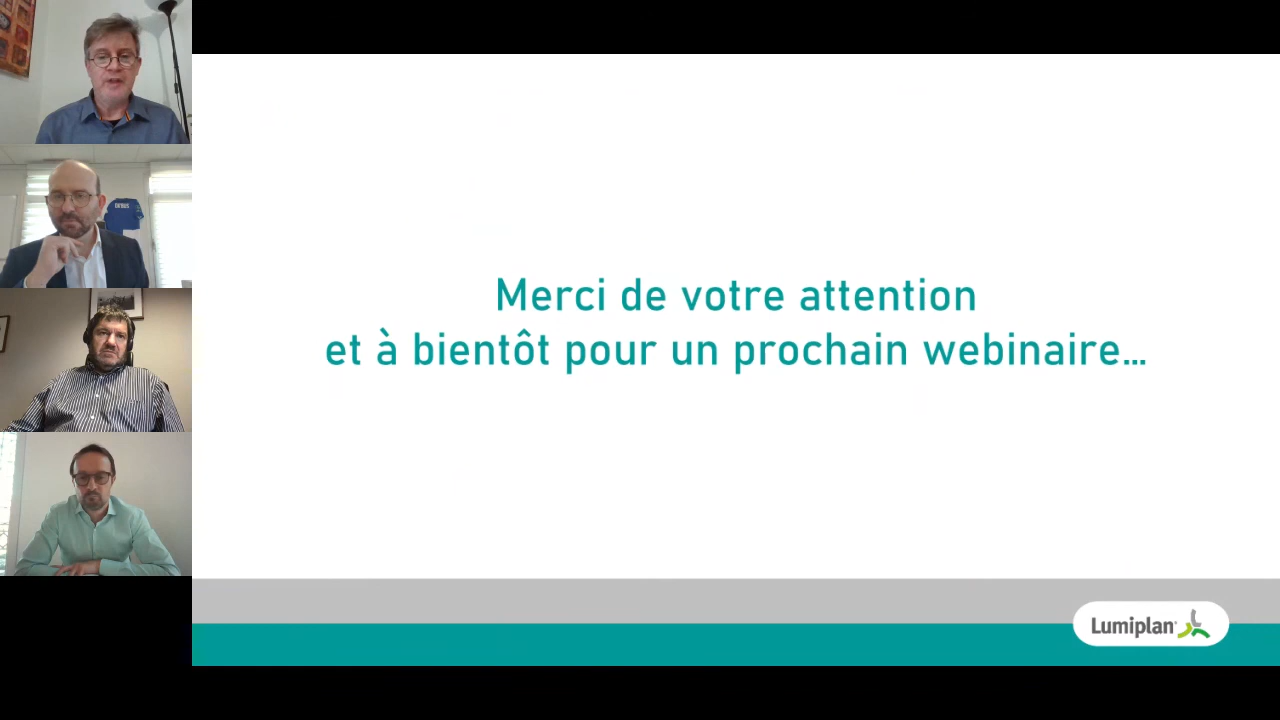 Merci de votre attention
et à bientôt pour un prochain webinaire...
Lumiplan